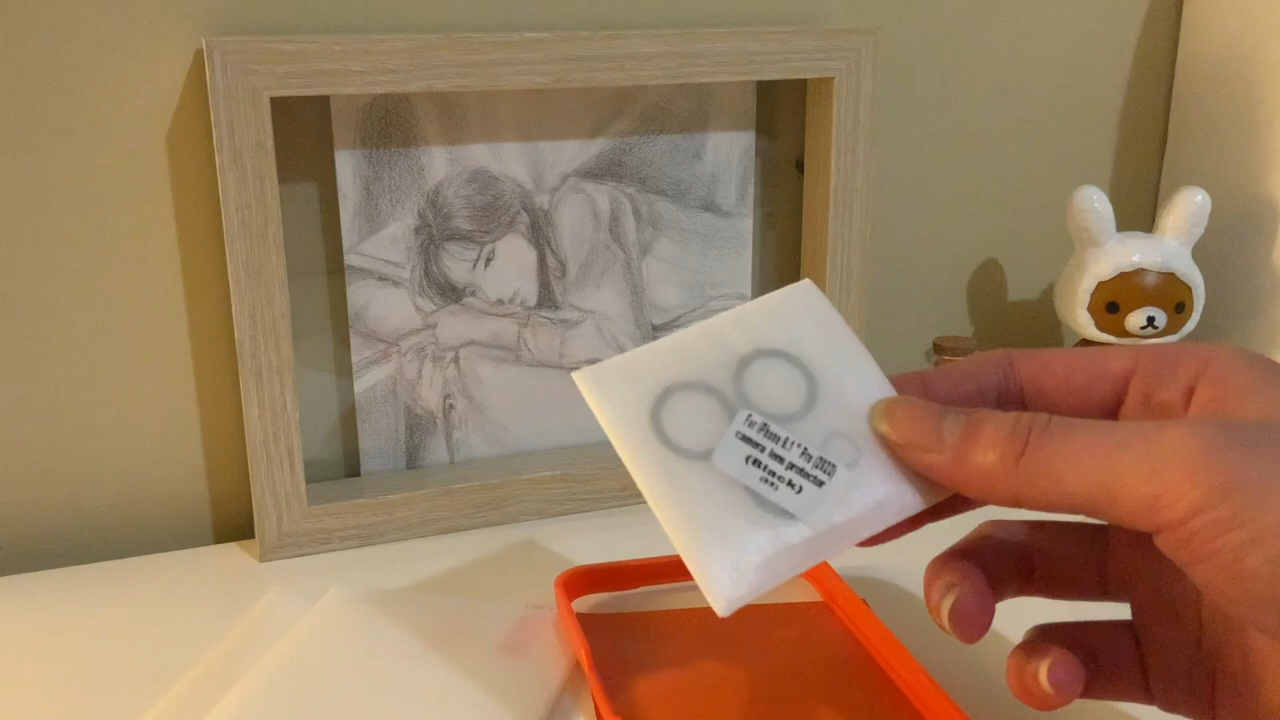 For iPhone 6.1" Pro (2022)
camera lens protector
(Black)